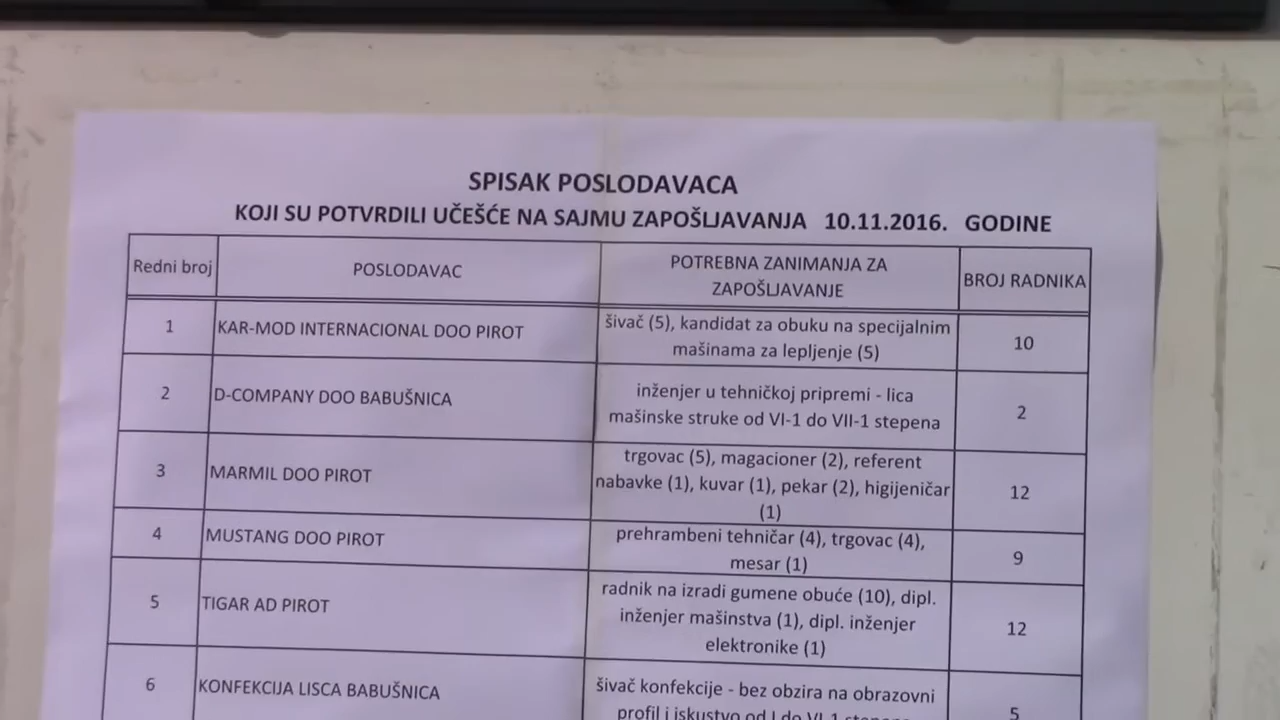 SPISAK POSLODAVACA
KOJI SU POTVRDILI UČEŠĆE NA SAJMU ZAPOŠLJAVANJA 10.11.2016. GODINE
Redni broj
POSLODAVAC
POTREBNA ZANIMANJA ZA
ZAPOŠLJAVANJE
BROJ RADNIKA
1
KAR-MOD INTERNACIONAL DOO PIROT
šivač (5), kandidat za obuku na specijalnim
mašinama za lepljenje (5)
10
2
D-COMPANY DOO BABUŠNICA
inženjer u tehničkoj pripremi - lica
mašinske struke od VI-1 do VII-1 stepena
2
3
MARMIL DOO PIROT
trgovac (5), magacioner (2), referent
nabavke (1), kuvar (1), pekar (2), higijeničar
(1)
12
4
MUSTANG DOO PIROT
prehrambeni tehničar (4), trgovac (4),
mesar (1)
9
5
TIGAR AD PIROT
radnik na izradi gumene obuće (10), dipl.
inženjer mašinstva (1), dipl. inženjer
elektronike (1)
12
6
KONFEKCIJA LISCA BABUŠNICA
šivač konfekcije - bez obzira na obrazovni
profil i iskustvo od I do VI-1 stepena
5